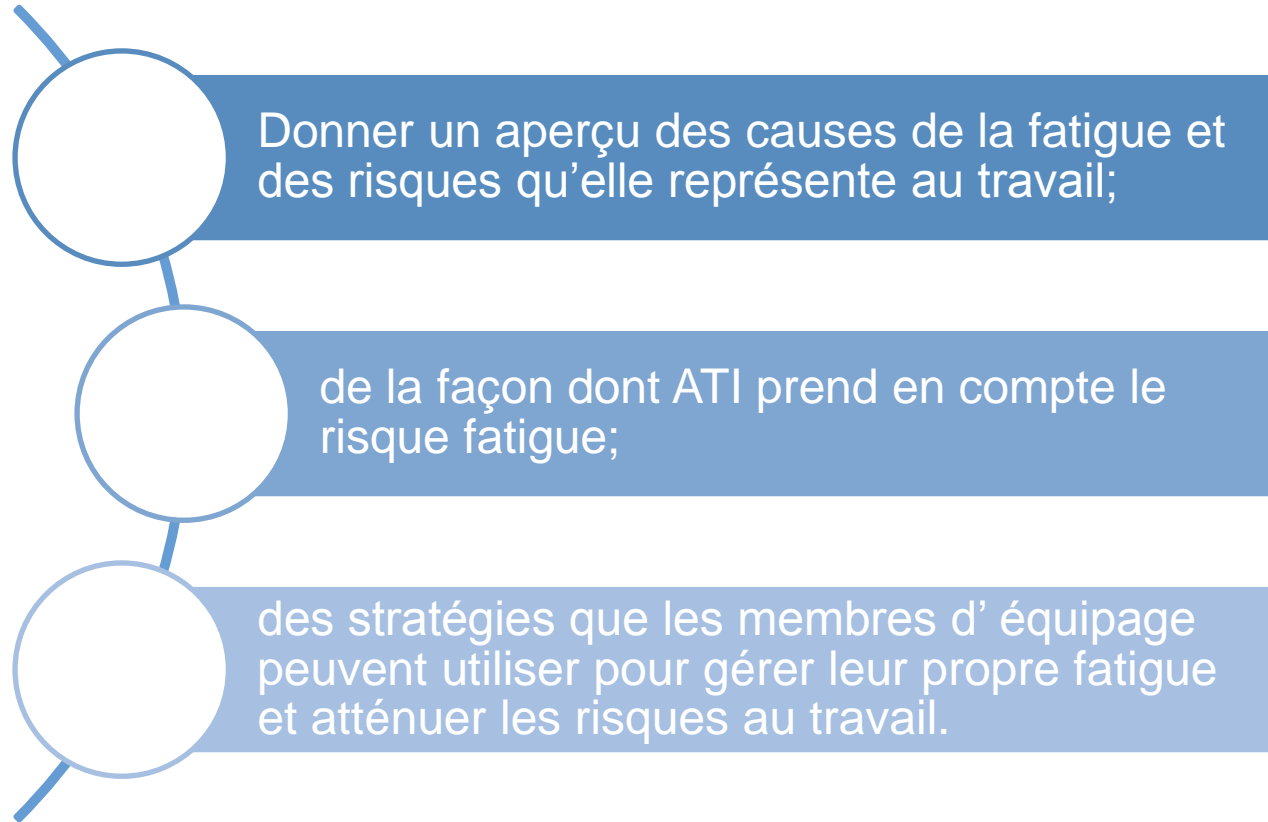 Donner un aperçu des causes de la fatigue et
des risques qu’elle représente au travail;
de la façon dont ATI prend en compte le
risque fatigue;
des stratégies que les membres d’ équipage
peuvent utiliser pour gérer leur propre fatigue
et atténuer les risques au travail.